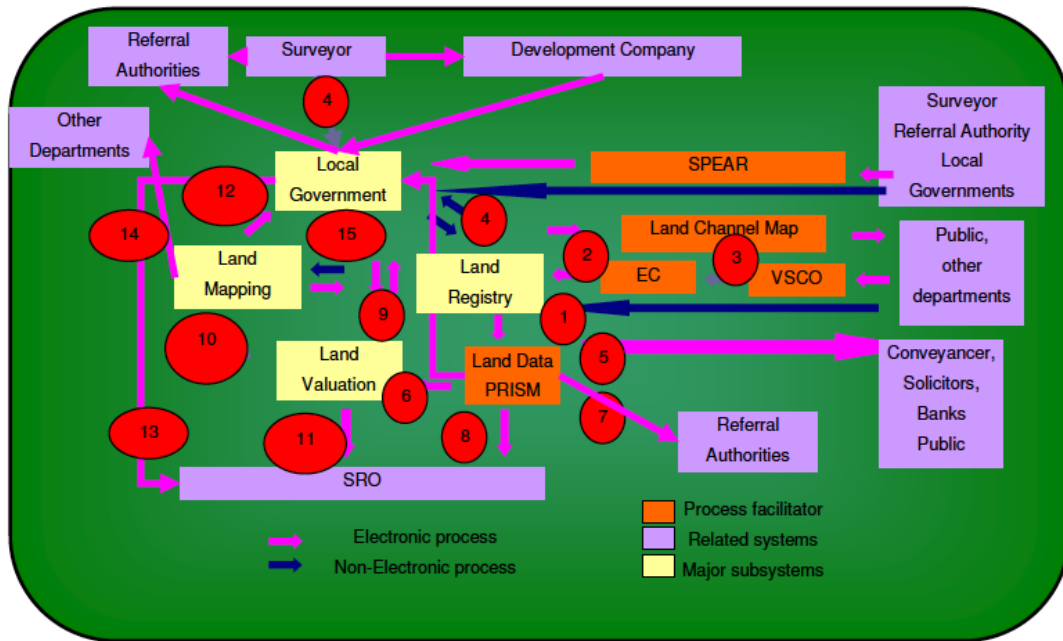 Referral
Authorities
Surveyor
Development Company
4
Other
Departments
Surveyor
Referral Authority
Local
Governments
Local
Government
SPEAR
12
4
14
15
2
Land Channel Map
Public,
other
departments
Land
Mapping
Land
Registry
EC
3
VSCO
9
1
10
Land
Valuation
Land Data
PRISM
5
Conveyancer,
Solicitors,
Banks
Public
6
7
13
11
8
Referral
Authorities
SRO
Electronic process
Non-Electronic process
Process facilitator
Related systems
Major subsystems